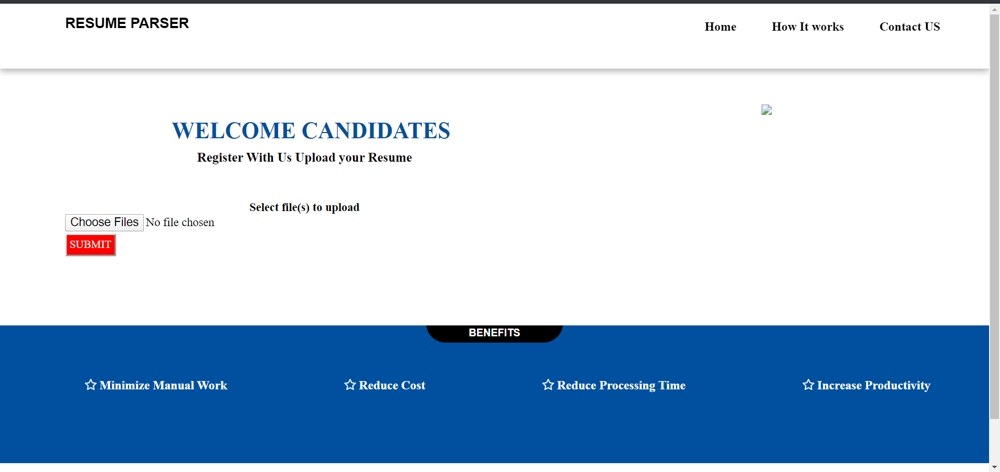 RESUME PARSER
Home How It works Contact US
WELCOME CANDIDATES
Register With Us Upload your Resume
Select file(s) to upload
Choose Files No file chosen
SUBMIT
BENEFITS
Minimize Manual Work Reduce Cost Reduce Processing Time Increase Productivity